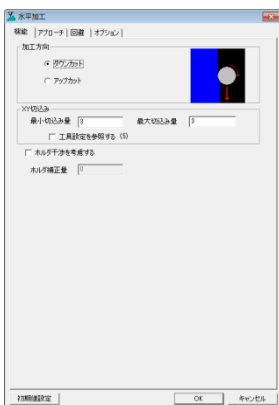 水平加工
機能 アプローチ 回避 オプション
加工方向
ダウンカット
アップカット
XY切込み
最小切込み量 3 最大切込み量 3
工具設定を参照する (S)
ホルダ干渉を考慮する
ホルダ補正量 0
初期値設定 OK キャンセル